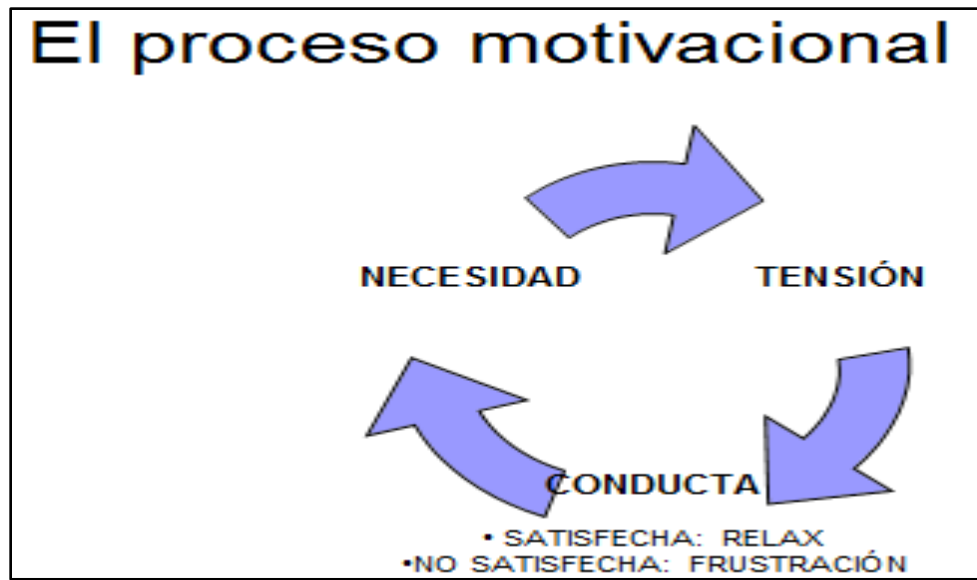 El proceso motivacional
NECESIDAD
TENSIÓN
CONDUCTA
• SATISFECHA: RELAX
•NO SATISFECHA: FRUSTRACIÓN